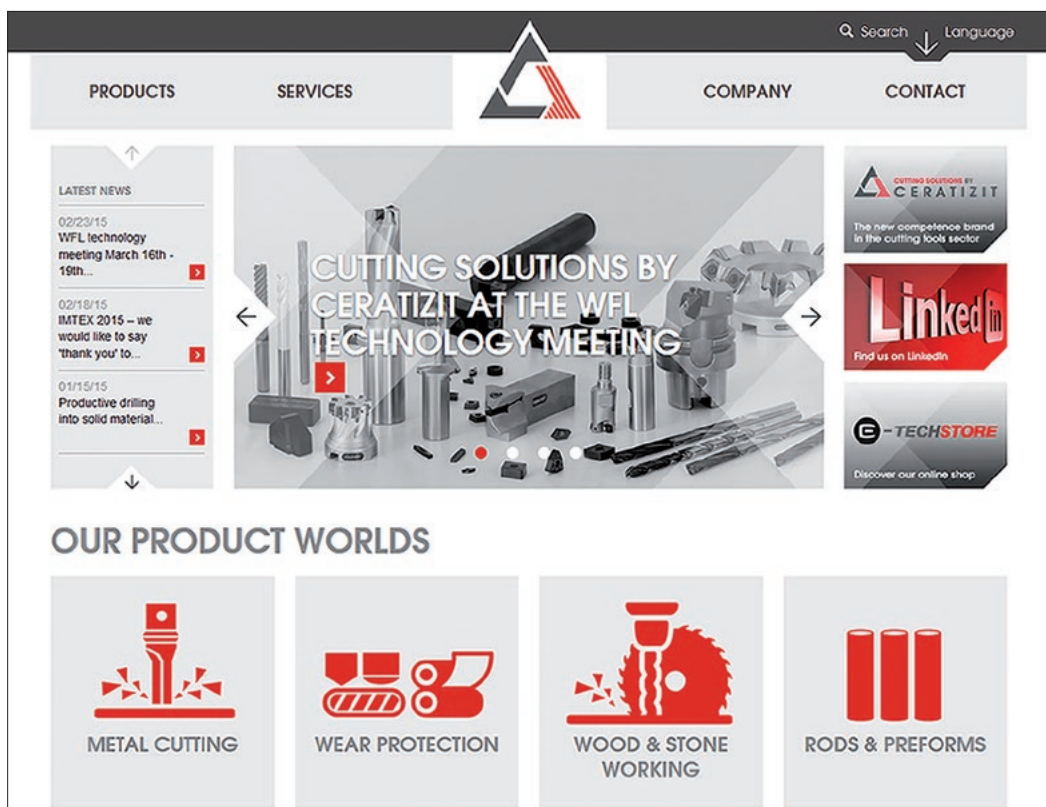 Search Language
PRODUCTS SERVICES COMPANY CONTACT
LATEST NEWS
02/23/15
WFL technology
meeting March 16th -
19th...
02/18/15
IMTEX 2015 – we
would like to say
'thank you' to...
01/15/15
Productive drilling
into solid material...
CUTTING SOLUTIONS BY
CERATIZIT AT THE WFL
TECHNOLOGY MEETING
CUTTING SOLUTIONS BY
CERATIZIT
The new competence brand
in the cutting tools sector
Linked in
Find us on LinkedIn
e-TECHSTORE
Discover our online shop
OUR PRODUCT WORLDS
METAL CUTTING
WEAR PROTECTION
WOOD & STONE
WORKING
RODS & PREFORMS